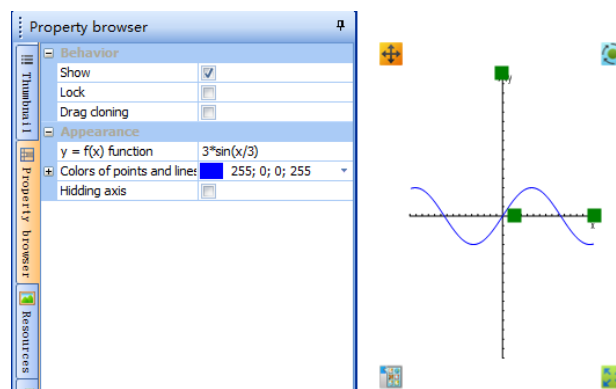 Property browser
Thumbnail
Property browser
Resources
Behavior
Show
Lock
Drag cloning
Appearance
y = f(x) function 3*sin(x/3)
Colors of points and lines 255; 0; 0; 255
Hidding axis
y
x